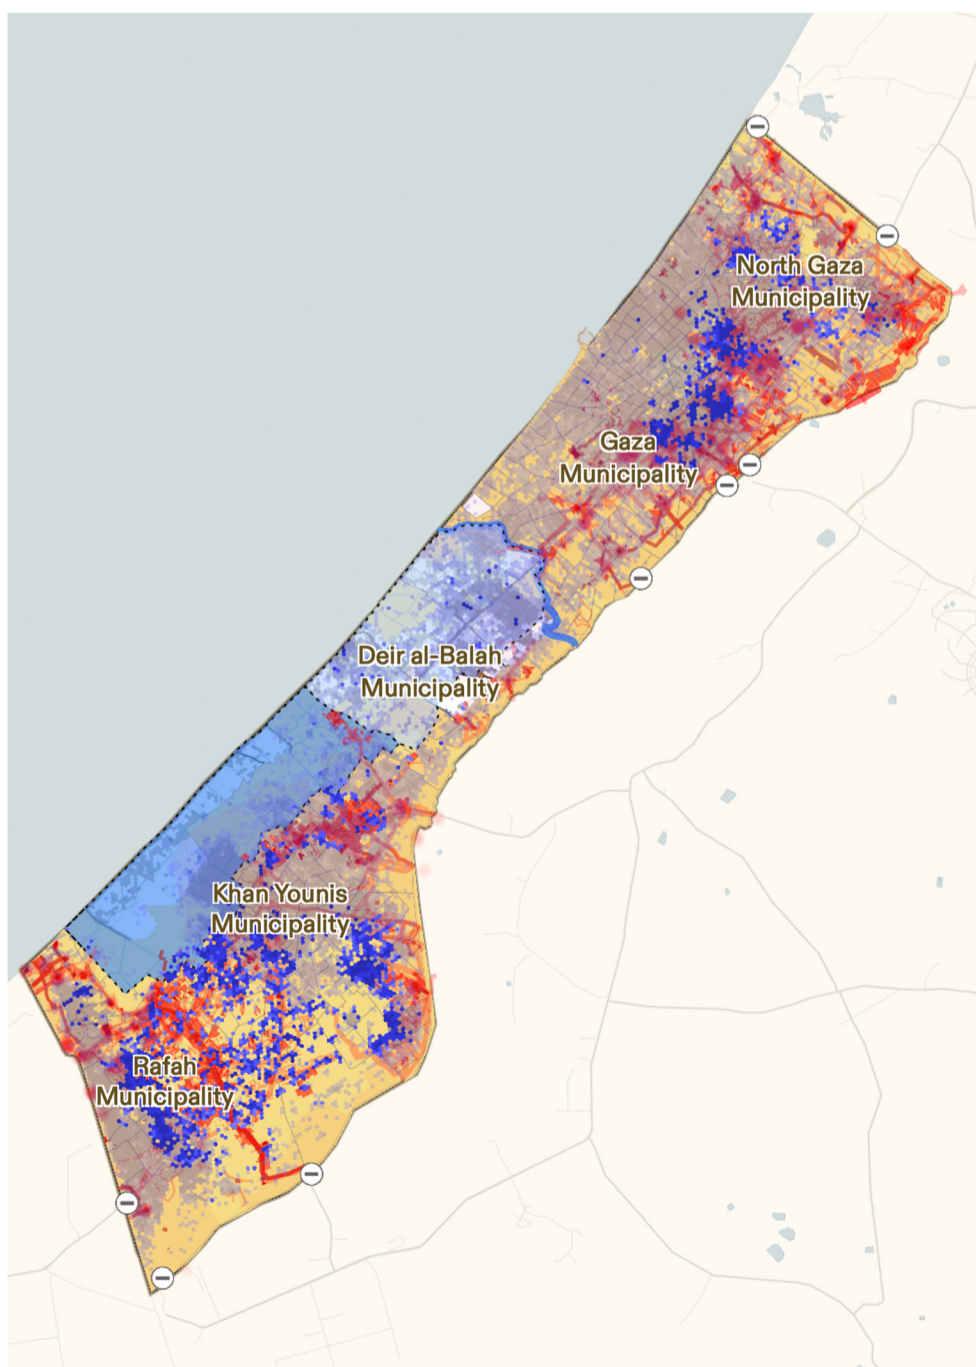 North Gaza
Municipality
Gaza
Municipality
Deir al-Balah
Municipality
Khan Younis
Municipality
Rafah
Municipality